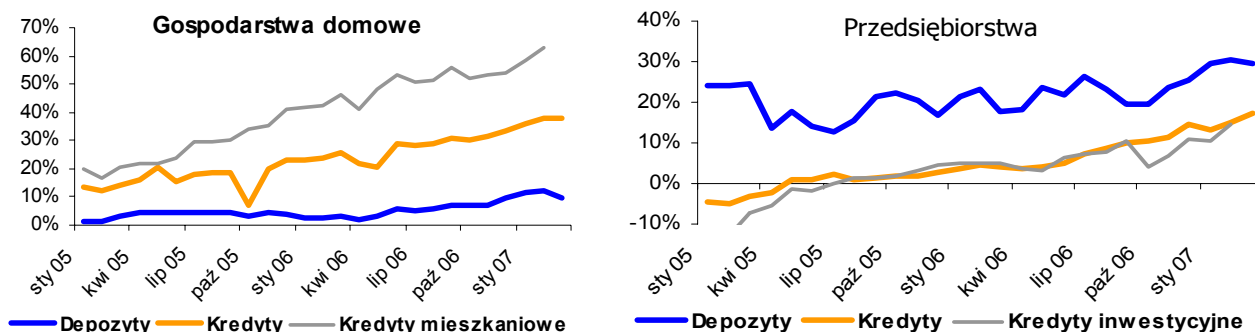 Gospodarstwa domowe
70%
60%
50%
40%
30%
20%
10%
0%
sty 05
kwi 05
lip 05
paź 05
sty 06
kwi 06
lip 06
paź 06
sty 07
Depozyty Kredyty Kredyty mieszkaniowe
Przedsiębiorstwa
40%
30%
20%
10%
0%
-10%
sty 05
kwi 05
lip 05
paź 05
sty 06
kwi 06
lip 06
paź 06
sty 07
Depozyty Kredyty Kredyty inwestycyjne